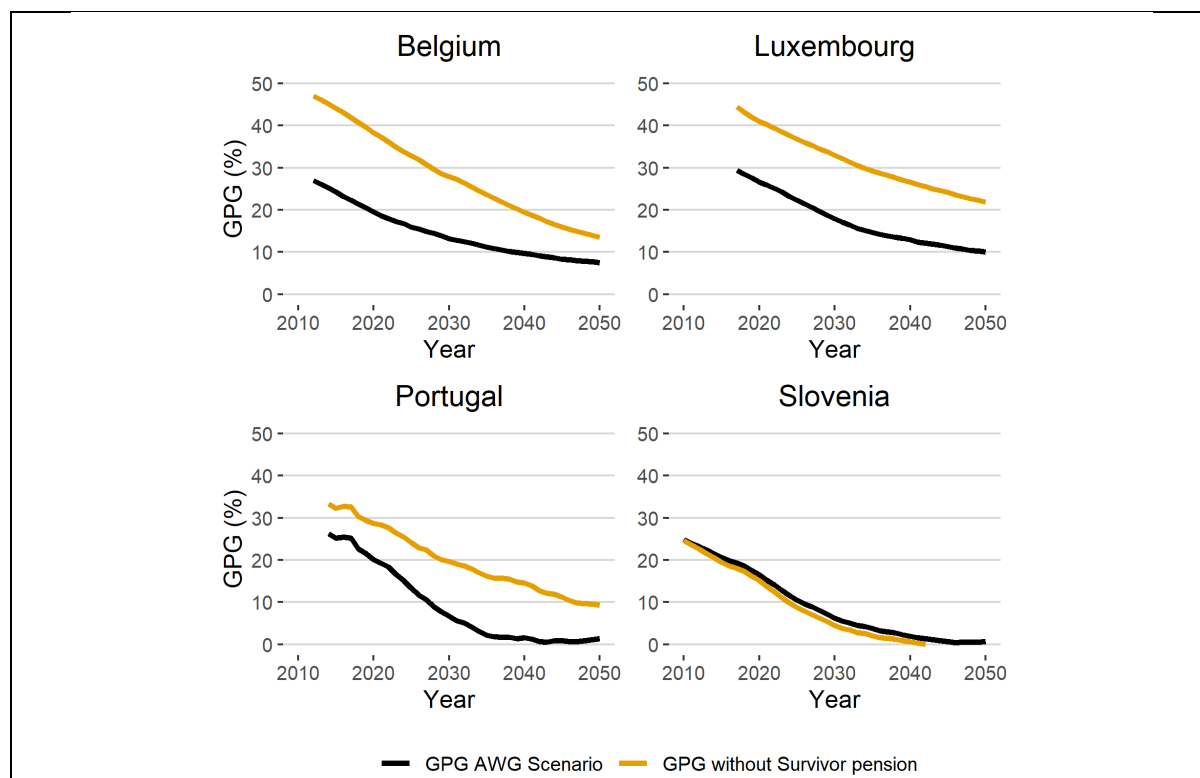 Belgium Luxembourg
50 50
40 40
30 30
20 20
10 10
0 0
GPG (%)
2010 2020 2030 2040 2050 2010 2020 2030 2040 2050
Year Year
Portugal Slovenia
50 50
40 40
30 30
20 20
10 10
0 0
GPG (%)
2010 2020 2030 2040 2050 2010 2020 2030 2040 2050
Year Year
GPG AWG Scenario GPG without Survivor pension